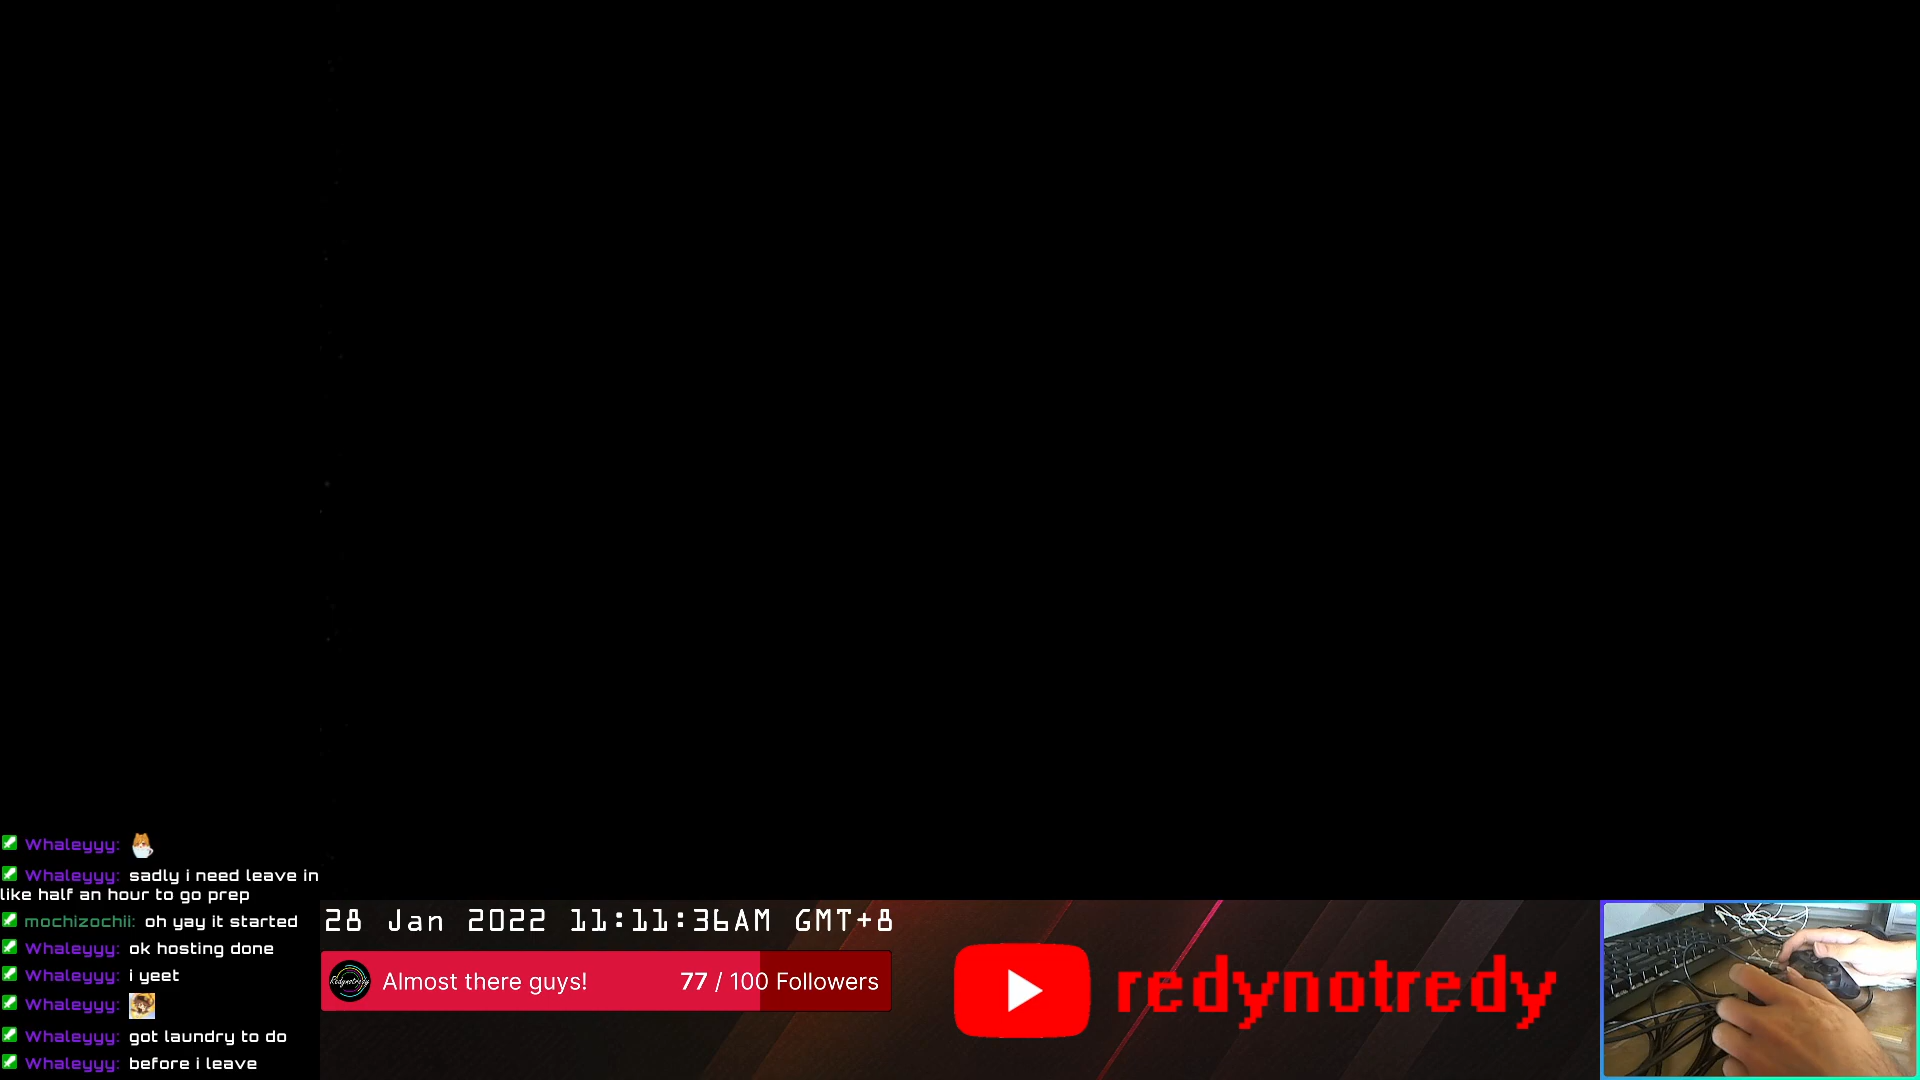 Whaleyyy:
Whaleyyy: sadly i need leave in
like half an hour to go prep
mochizochii: oh yay it started
Whaleyyy: ok hosting done
Whaleyyy: i yeet
Whaleyyy:
Whaleyyy: got laundry to do
Whaleyyy: before i leave
28 Jan 2022 11:11:36AM GMT+8
Redynotredy
Almost there guys! 77 / 100 Followers
redynotredy